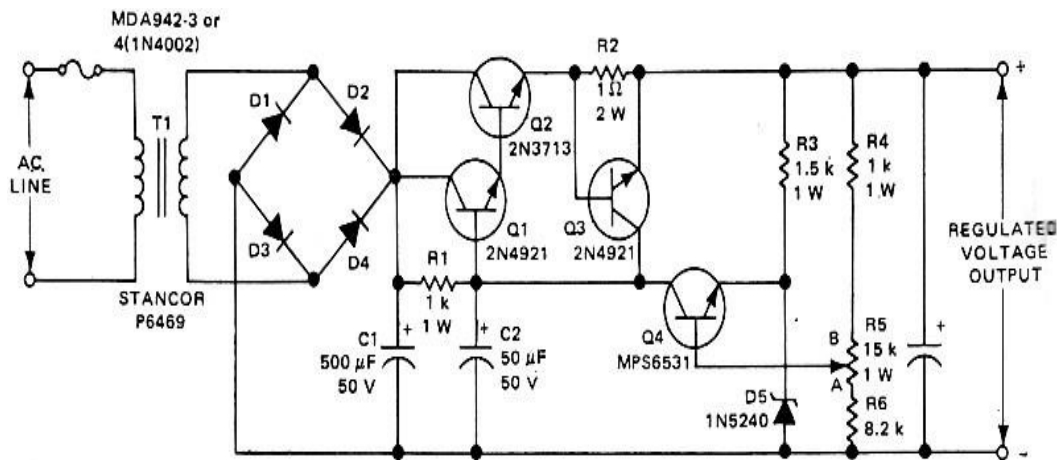 MDA942-3 or
4(1N4002)
AC
LINE
T1
STANCOR
P6469
D1
D2
D3
D4
Q2
2N3713
Q1
2N4921
R1
1 k
1 W
C1
500 µF
50 V
+
C2
50 µF
50 V
+
R2
1 Ω
2 W
Q3
2N4921
Q4
MPS6531
R3
1.5 k
1 W
R4
1 k
1.W
B
R5
15 k
1 W
A
R6
8.2 k
D5
1N5240
+
+
REGULATED
VOLTAGE
OUTPUT
-